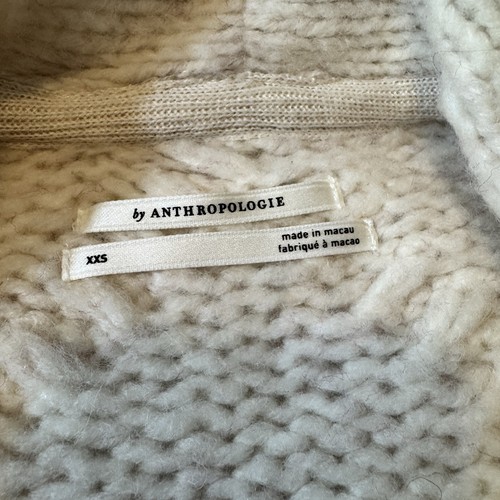 by ANTHROPOLOGIE
made in macau
fabriqué à macao
XXS